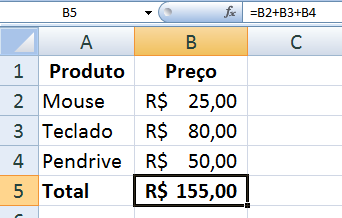 B5 fx =B2+B3+B4
A B C
1 Produto Preço
2 Mouse R$ 25,00
3 Teclado R$ 80,00
4 Pendrive R$ 50,00
5 Total R$ 155,00